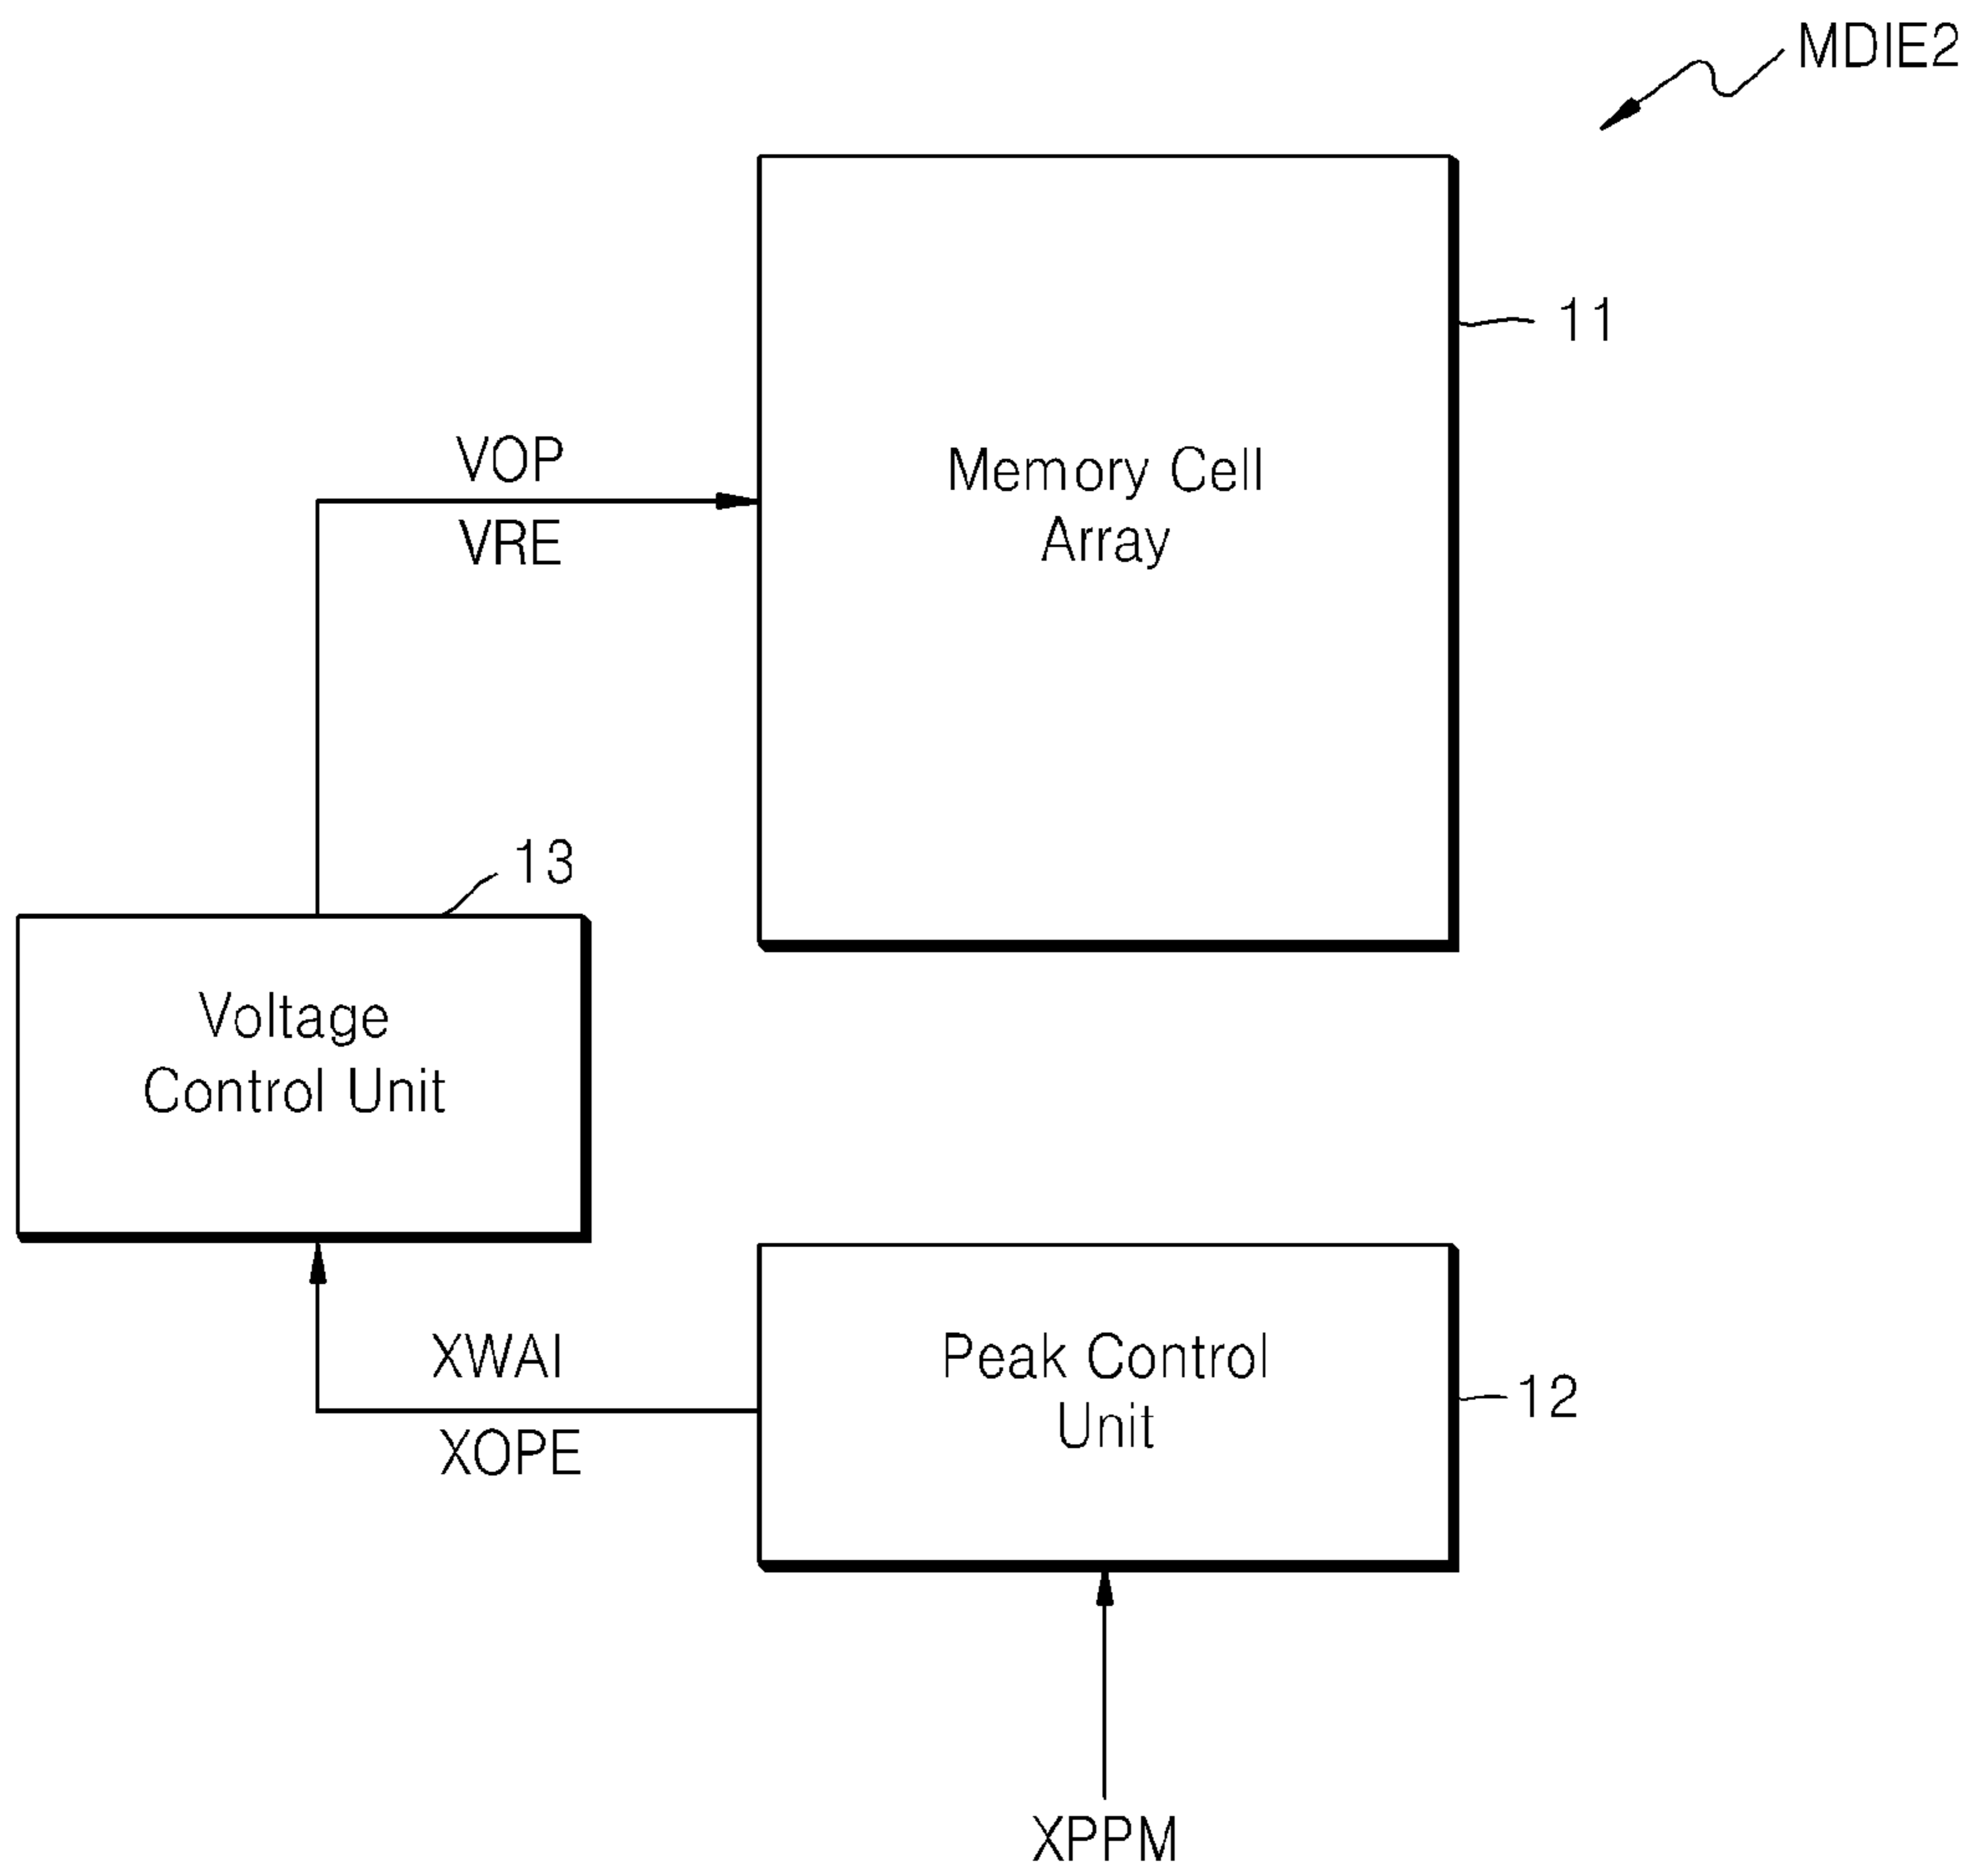 MDIE2
11
Memory Cell
Array
VOP
VRE
13
Voltage
Control Unit
XWAI
XOPE
Peak Control
Unit
12
XPPM